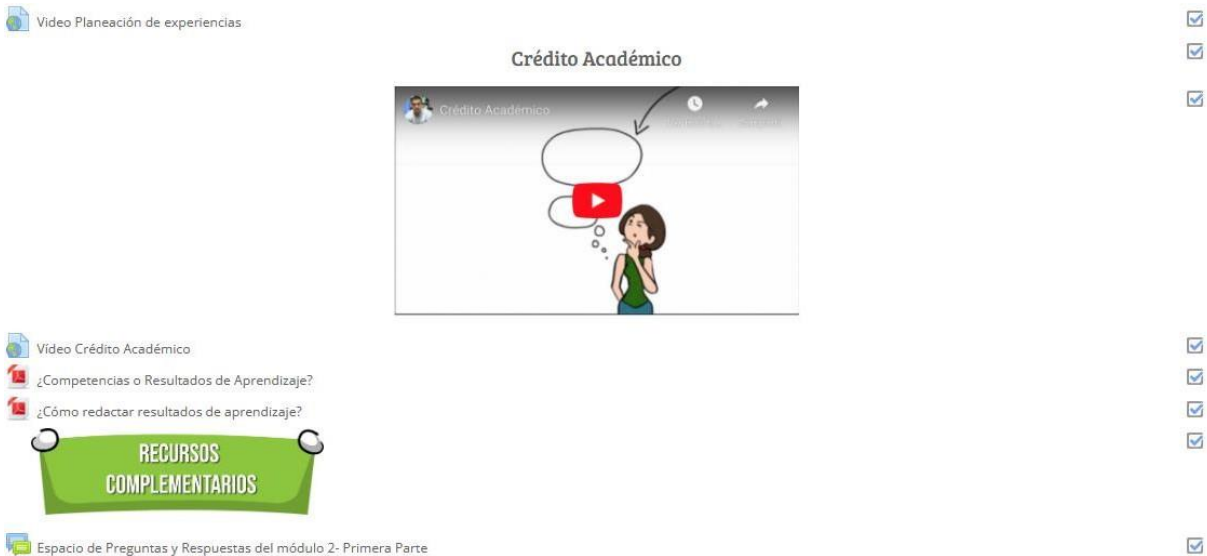 Video Planeación de experiencias
Crédito Académico
Crédito Académico
Vídeo Crédito Académico
¿Competencias o Resultados de Aprendizaje?
¿Cómo redactar resultados de aprendizaje?
RECURSOS
COMPLEMENTARIOS
Espacio de Preguntas y Respuestas del módulo 2- Primera Parte